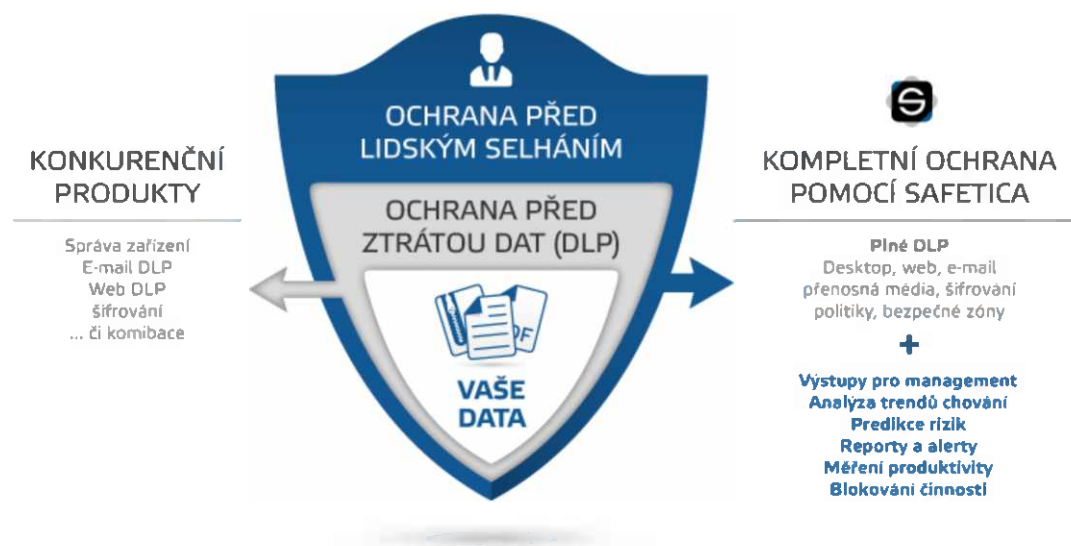 OCHRANA PŘED
LIDSKÝM SELHÁNÍM
OCHRANA PŘED
ZTRÁTOU DAT (DLP)
DF
VAŠE
DATA
KONKURENČNÍ
PRODUKTY
Správa zařízení
E-mail DLP
Web DLP
šifrování
... či komibace
S
KOMPLETNÍ OCHRANA
POMOCÍ SAFETICA
Plné DLP
Desktop, web, e-mail
přenosná média, šifrování
politiky, bezpečné zóny
+
Výstupy pro management
Analýza trendů chování
Predikce rizik
Reporty a alerty
Měření produktivity
Blokování činností